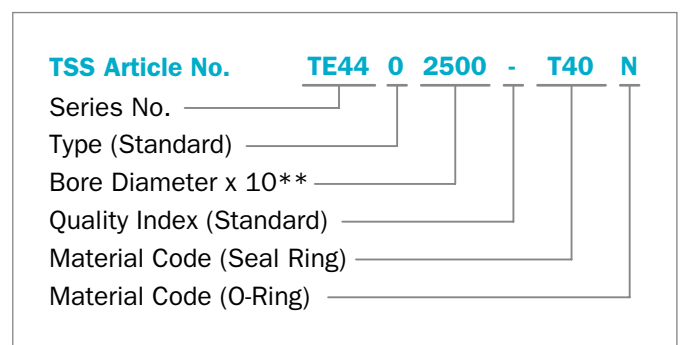 TSS Article No. TE44 0 2500 - T40 N
Series No.
Type (Standard)
Bore Diameter x 10**
Quality Index (Standard)
Material Code (Seal Ring)
Material Code (O-Ring)